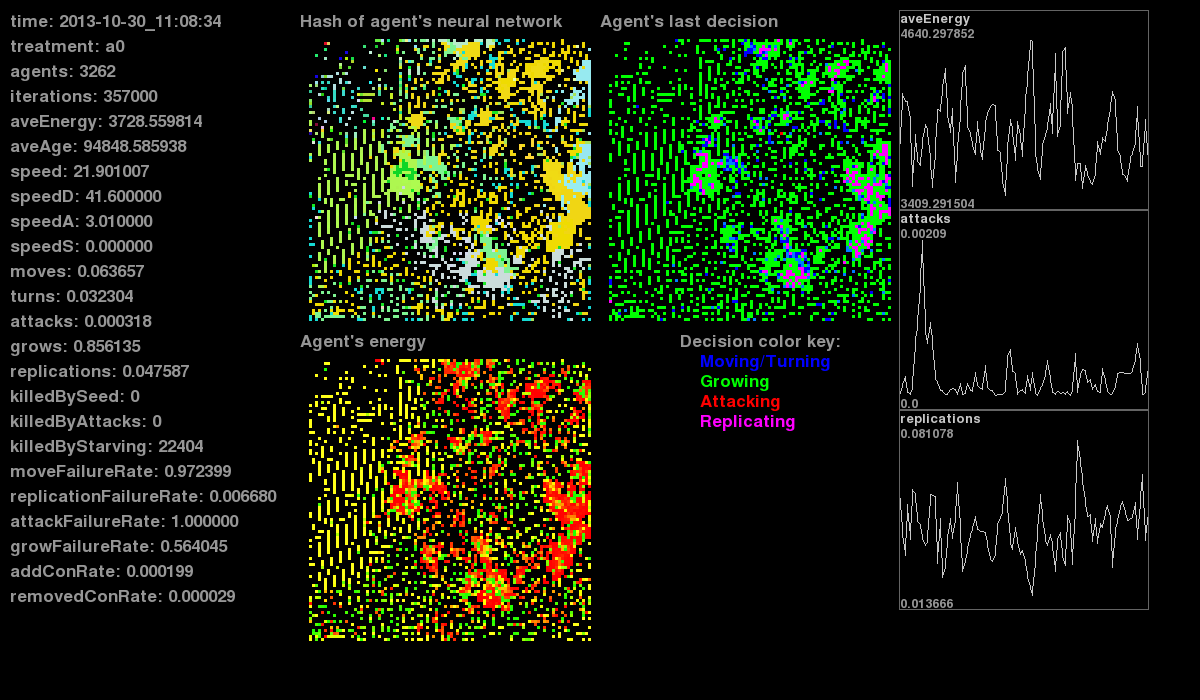 time: 2013-10-30_11:08:34
treatment: a0
agents: 3262
iterations: 357000
aveEnergy: 3728.559814
aveAge: 94848.585938
speed: 21.901007
speedD: 41.600000
speedA: 3.010000
speedS: 0.000000
moves: 0.063657
turns: 0.032304
attacks: 0.000318
grows: 0.856135
replications: 0.047587
killedBySeed: 0
killedByAttacks: 0
killedByStarving: 22404
moveFailureRate: 0.972399
replicationFailureRate: 0.006680
attackFailureRate: 1.000000
growFailureRate: 0.564045
addConRate: 0.000199
removedConRate: 0.000029
Hash of agent's neural network
Agent's last decision
Agent's energy
Decision color key:
Moving/Turning
Growing
Attacking
Replicating
aveEnergy
4640.297852
3409.291504
attacks
0.00209
0.0
replications
0.081078
0.013666